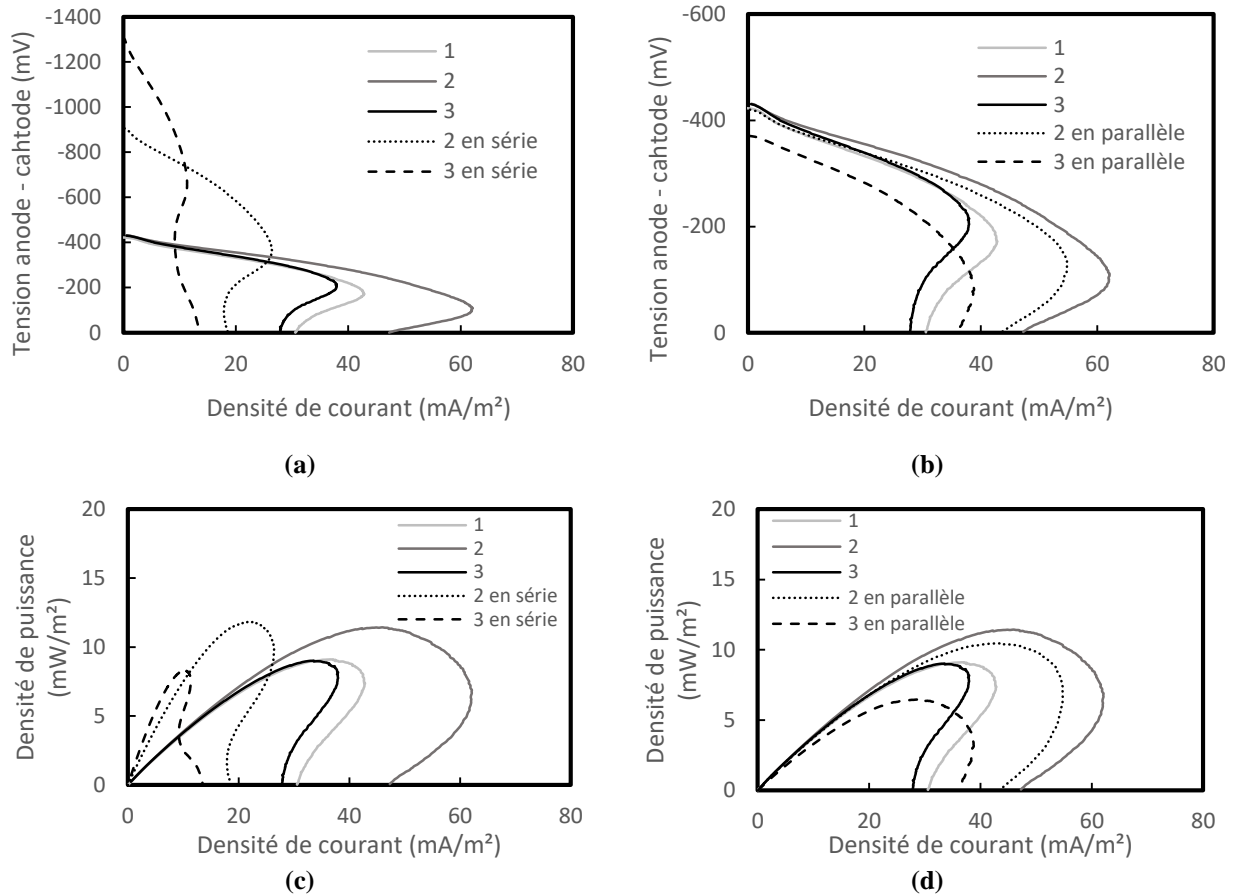 -1400
-1200
-1000
-800
-600
-400
-200
0
Tension anode - cahtode (mV)
1
2
3
2 en série
3 en série
0 20 40 60 80
Densité de courant (mA/m²)
(a)
-600
-400
-200
0
Tension anode - cahtode (mV)
1
2
3
2 en parallèle
3 en parallèle
0 20 40 60 80
Densité de courant (mA/m²)
(b)
20
15
10
5
0
Densité de puissance
(mW/m²)
1
2
3
2 en série
3 en série
0 20 40 60 80
Densité de courant (mA/m²)
(c)
20
15
10
5
0
Densité de puissance
(mW/m²)
1
2
3
2 en parallèle
3 en parallèle
0 20 40 60 80
Densité de courant (mA/m²)
(d)